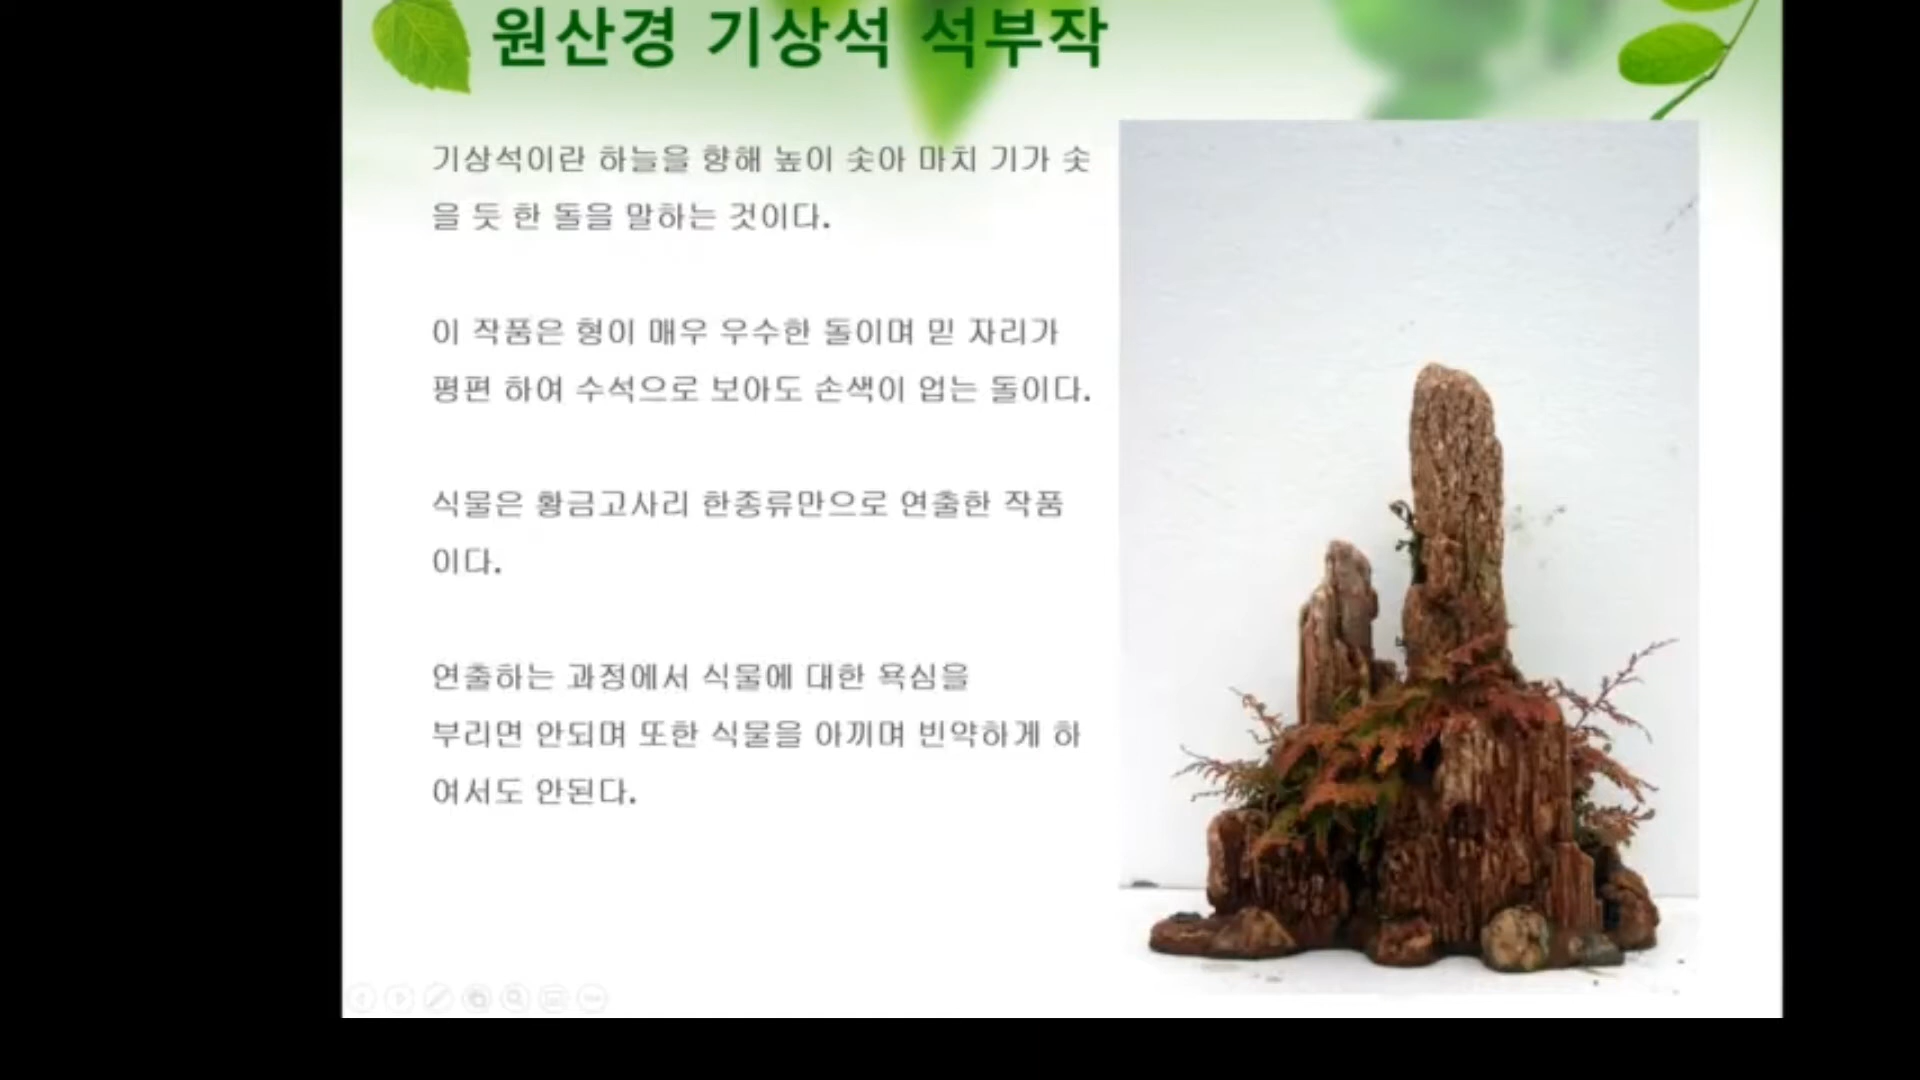 원산경 기상석 석부작
기상석이란 하늘을 향해 높이 솟아 마치 기가 솟
을 듯 한 돌을 말하는 것이다.
이 작품은 형이 매우 우수한 돌이며 믿 자리가
평편 하여 수석으로 보아도 손색이 업는 돌이다.
식물은 황금고사리 한종류만으로 연출한 작품
이다.
연출하는 과정에서 식물에 대한 욕심을
부리면 안되며 또한 식물을 아끼며 빈약하게 하
여서도 안된다.